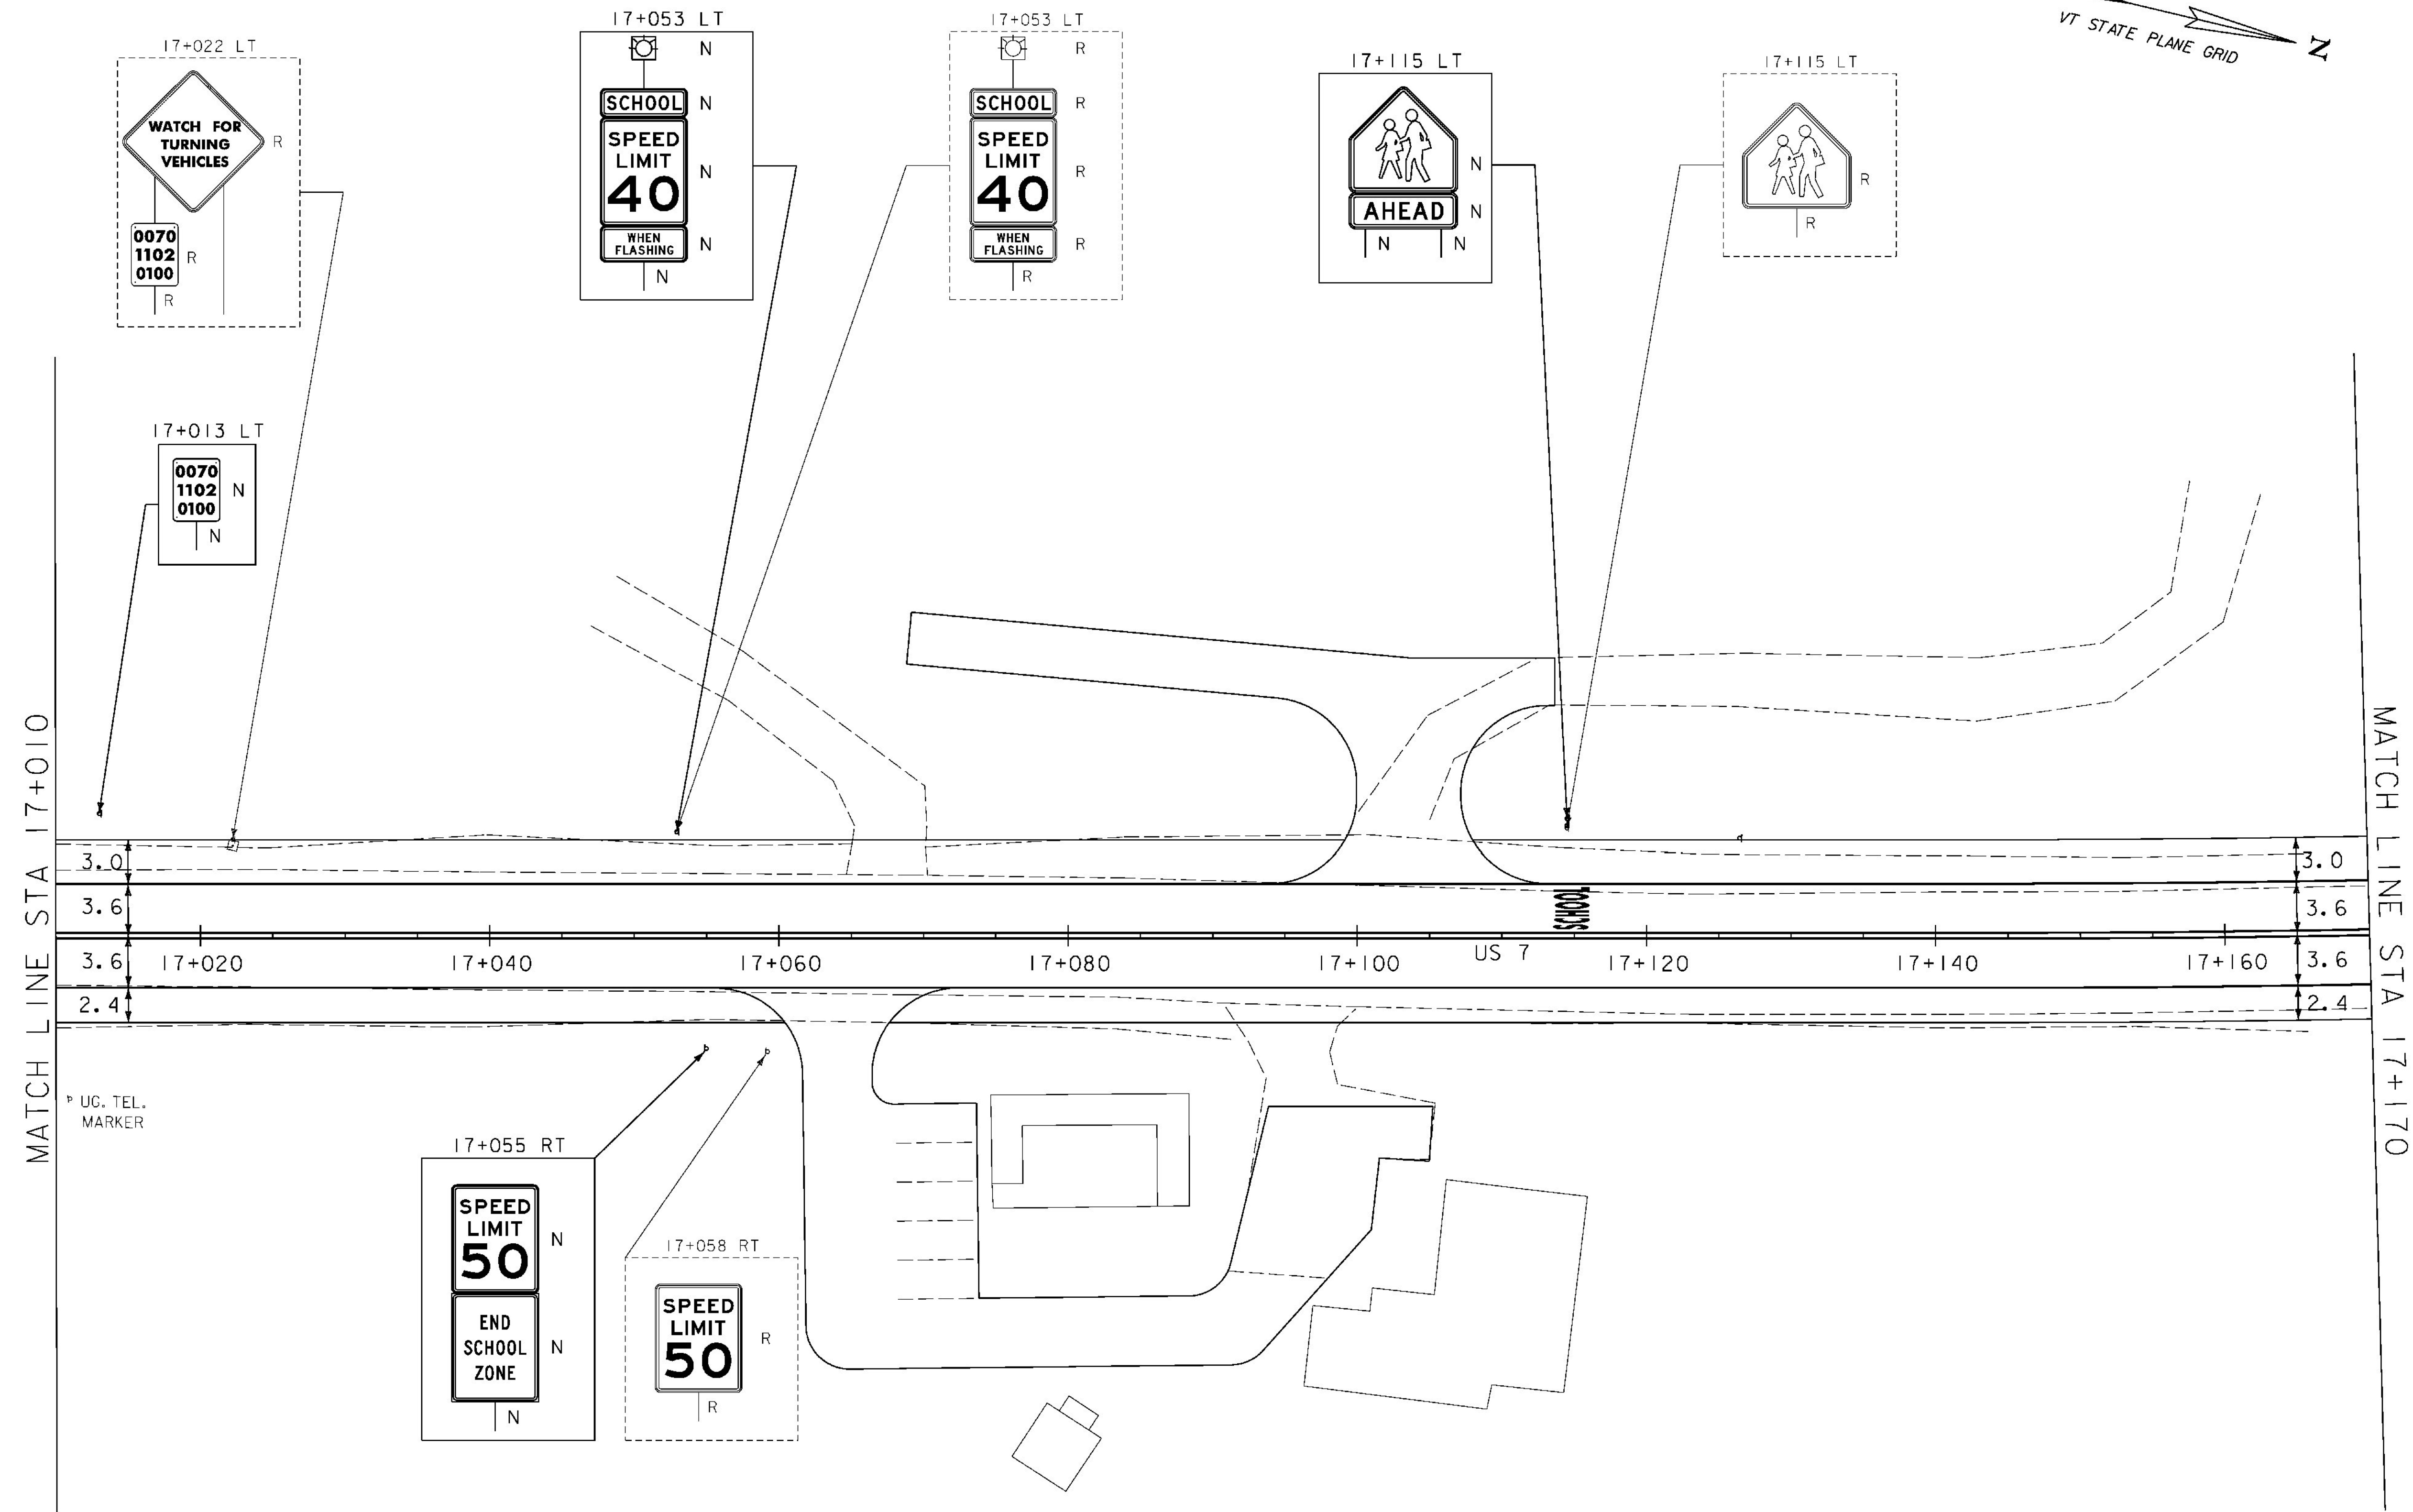 VT STATE PLANE GRID
N
17+022 LT
WATCH FOR
TURNING
VEHICLES
R
0070
1102
0100
R
R
17+053 LT
N
SCHOOL
N
SPEED
LIMIT
40
N
WHEN
FLASHING
N
N
17+053 LT
R
SCHOOL
R
SPEED
LIMIT
40
R
WHEN
FLASHING
R
R
17+115 LT
N
AHEAD
N
N
N
17+115 LT
R
R
17+013 LT
0070
1102
0100
N
N
MATCH LINE STA 17+010
3.0
3.6
3.6
2.4
SCHOOL
17+020
17+040
17+060
17+080
17+100
US 7
17+120
17+140
17+160
3.0
3.6
3.6
2.4
MATCH LINE STA 17+170
UG. TEL.
MARKER
17+055 RT
SPEED
LIMIT
50
N
END
SCHOOL
ZONE
N
N
17+058 RT
SPEED
LIMIT
50
R
R